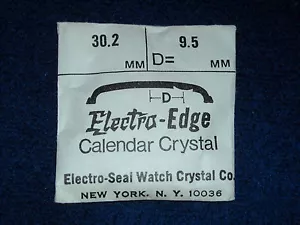 30.2 9.5
MM D= MM
D
Electro-Edge
Calendar Crystal
Electro-Seal Watch Crystal Co.
NEW YORK, N. Y. 10036